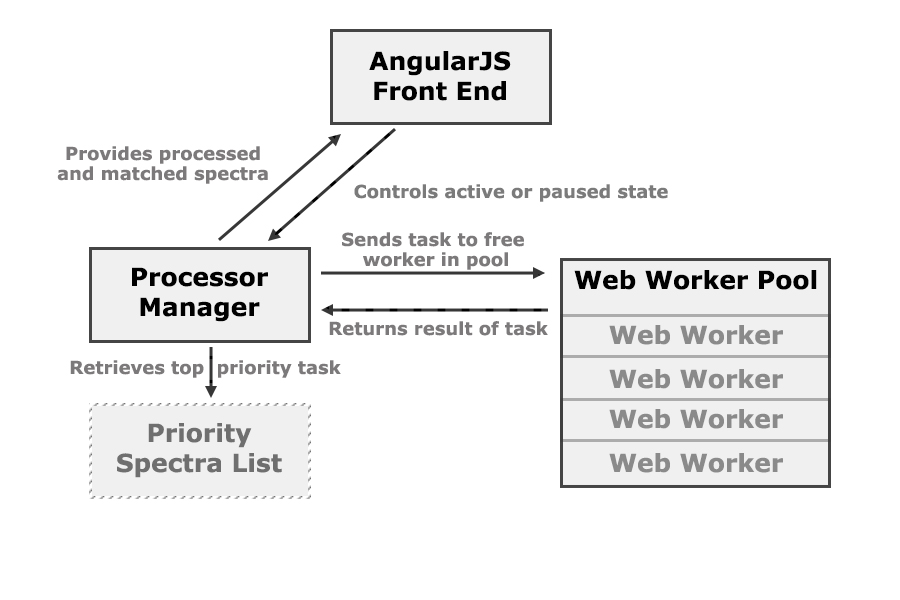 AngularJS
Front End
Provides processed
and matched spectra
Controls active or paused state
Sends task to free
worker in pool
Processor
Manager
Web Worker Pool
Returns result of task
Web Worker
Retrieves top priority task
Web Worker
Web Worker
Priority
Spectra List
Web Worker